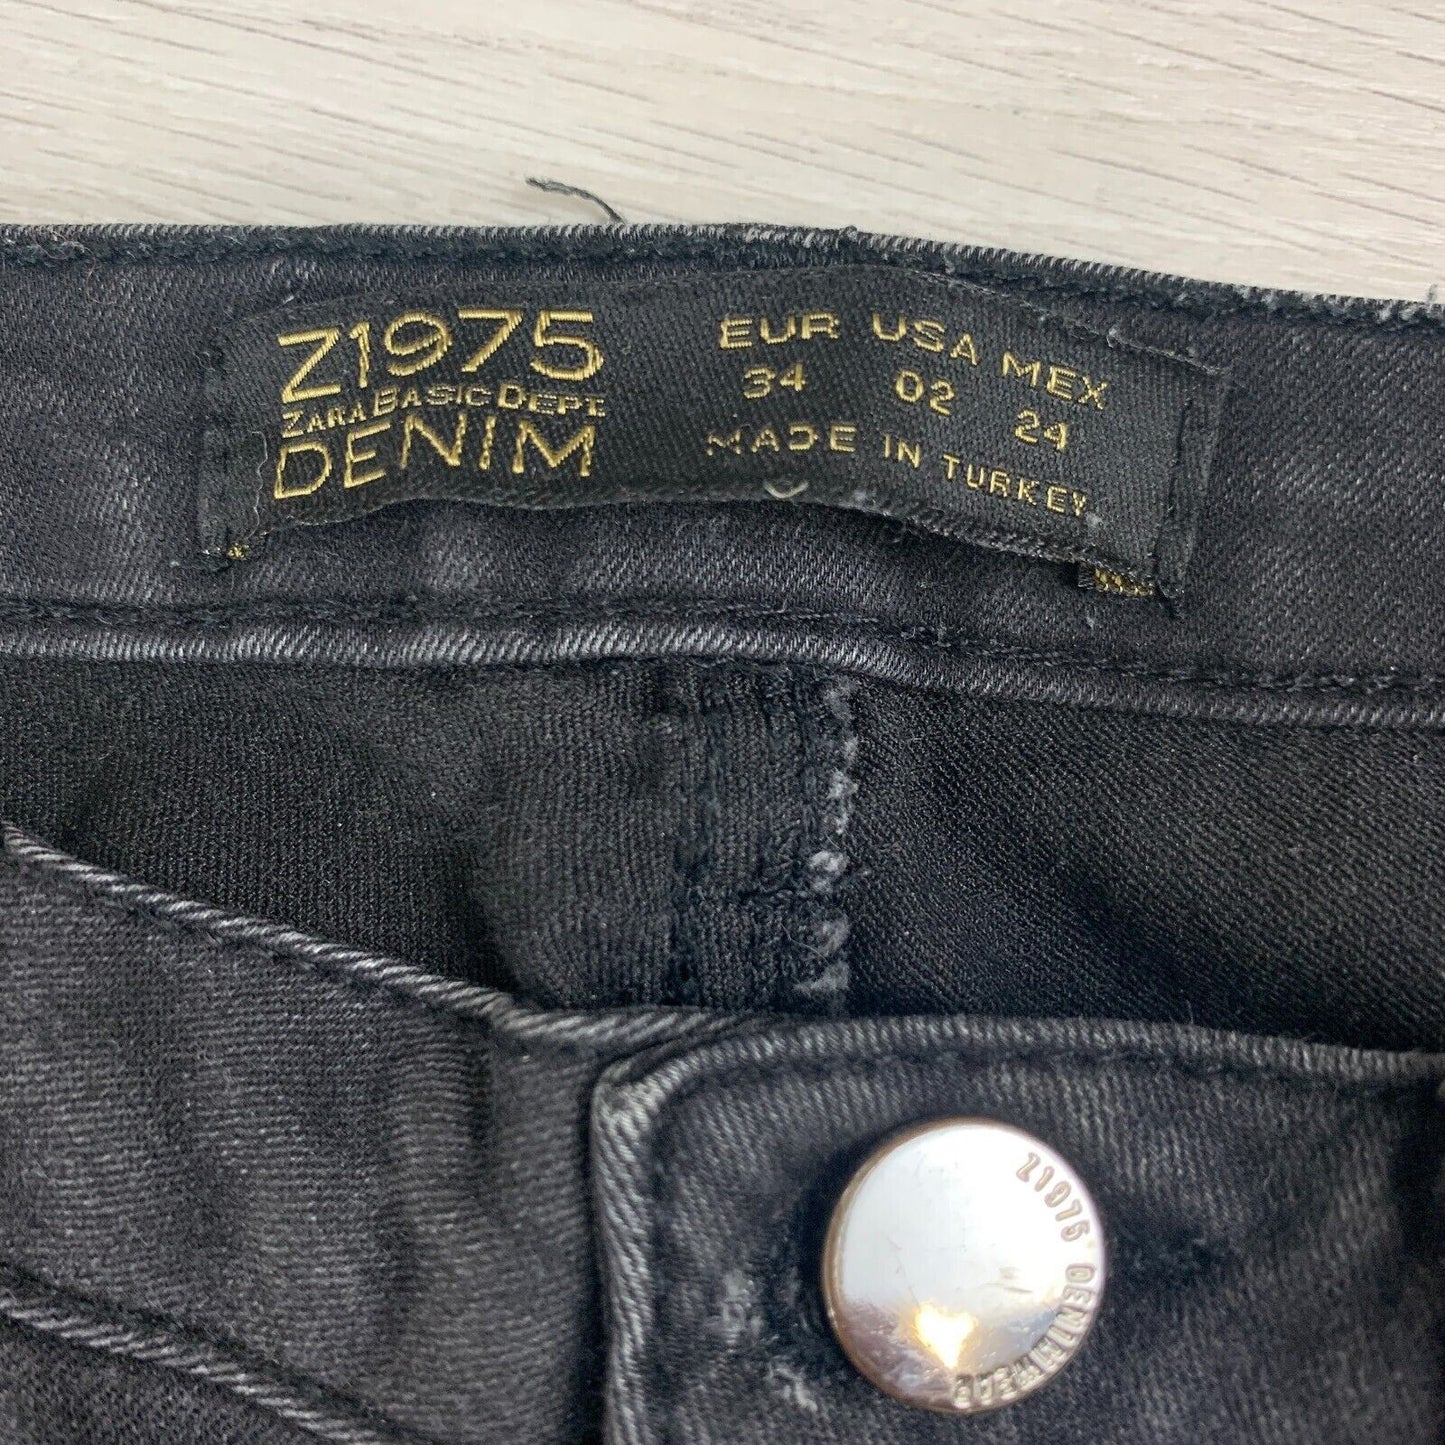 Z1975
ZARA BASIC DEPT
DENIM
EUR USA MEX
34 02 24
MADE IN TURKEY
Z1975 DENIMWEAR